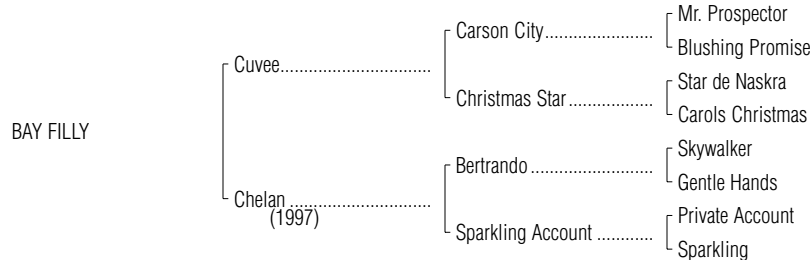 Mr. Prospector
Carson City......................
Blushing Promise
Cuvee...............................
Star de Naskra
Christmas Star.................
Carols Christmas
BAY FILLY
Skywalker
Bertrando.........................
Gentle Hands
Chelan.............................
(1997)
Private Account
Sparkling Account............
Sparkling